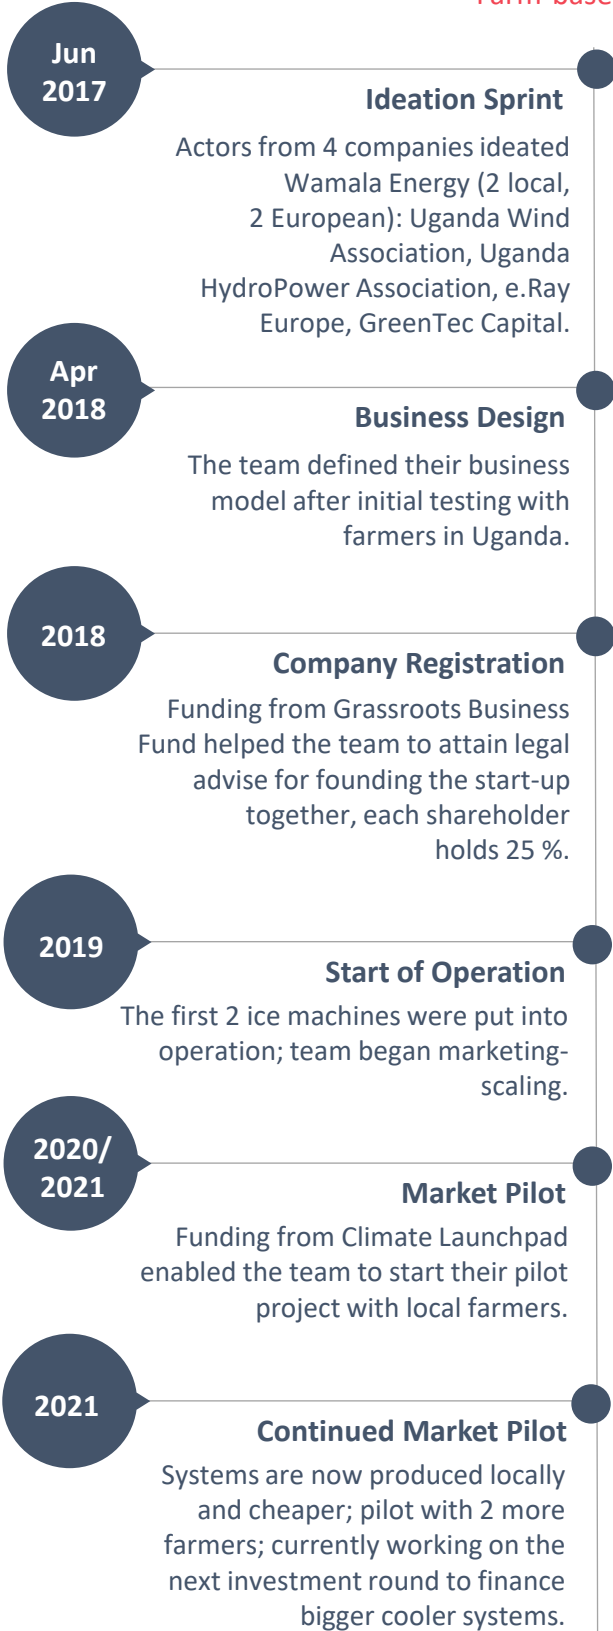 Farm-base
Jun
2017
Ideation Sprint
Actors from 4 companies ideated
Wamala Energy (2 local,
2 European): Uganda Wind
Association, Uganda
HydroPower Association, e.Ray
Europe, GreenTec Capital.
Apr
2018
Business Design
The team defined their business
model after initial testing with
farmers in Uganda.
2018
Company Registration
Funding from Grassroots Business
Fund helped the team to attain legal
advise for founding the start-up
together, each shareholder
holds 25 %.
2019
Start of Operation
The first 2 ice machines were put into
operation; team began marketing-
scaling.
2020/
2021
Market Pilot
Funding from Climate Launchpad
enabled the team to start their pilot
project with local farmers.
2021
Continued Market Pilot
Systems are now produced locally
and cheaper; pilot with 2 more
farmers; currently working on the
next investment round to finance
bigger cooler systems.